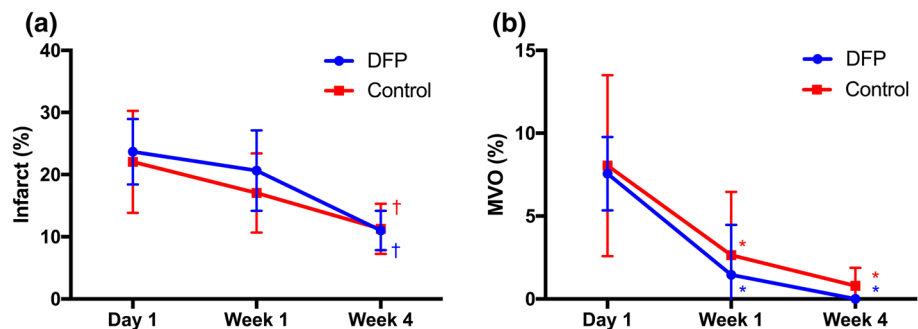 (a)
40
30
20
10
0
Infarct (%)
DFP
Control
†
†
Day 1 Week 1 Week 4
(b)
15
10
5
0
MVO (%)
DFP
Control
*
*
*
*
Day 1 Week 1 Week 4